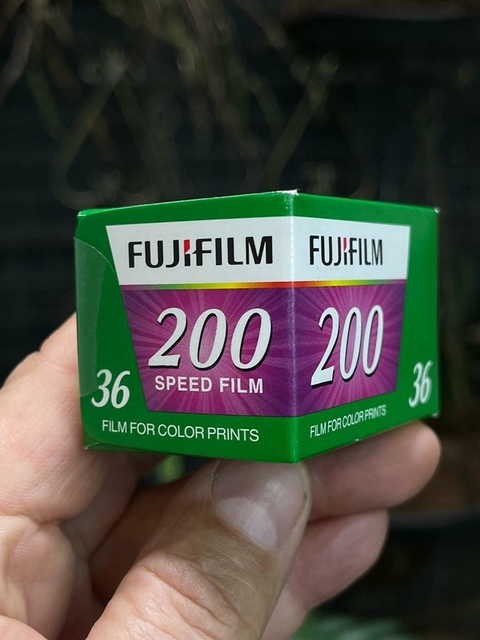 FUJIFILM
200
SPEED FILM
36
FILM FOR COLOR PRINTS
FUJIFILM
200
36
FILM FOR COLOR PRINTS